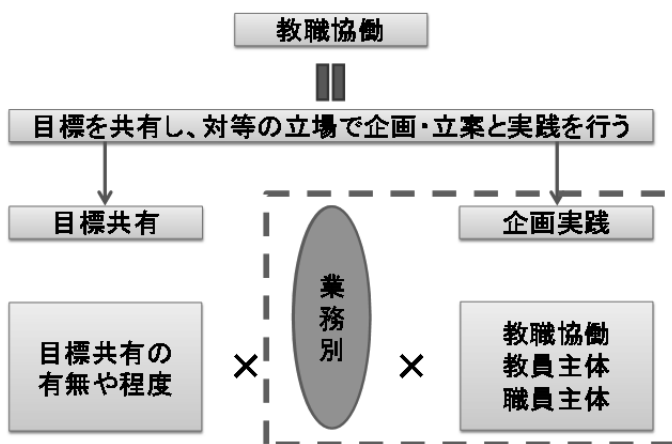 教職協働
目標を共有し、対等の立場で企画・立案と実践を行う
目標共有
企画実践
業
務
別
目標共有の
有無や程度
×
×
教職協働
教員主体
職員主体